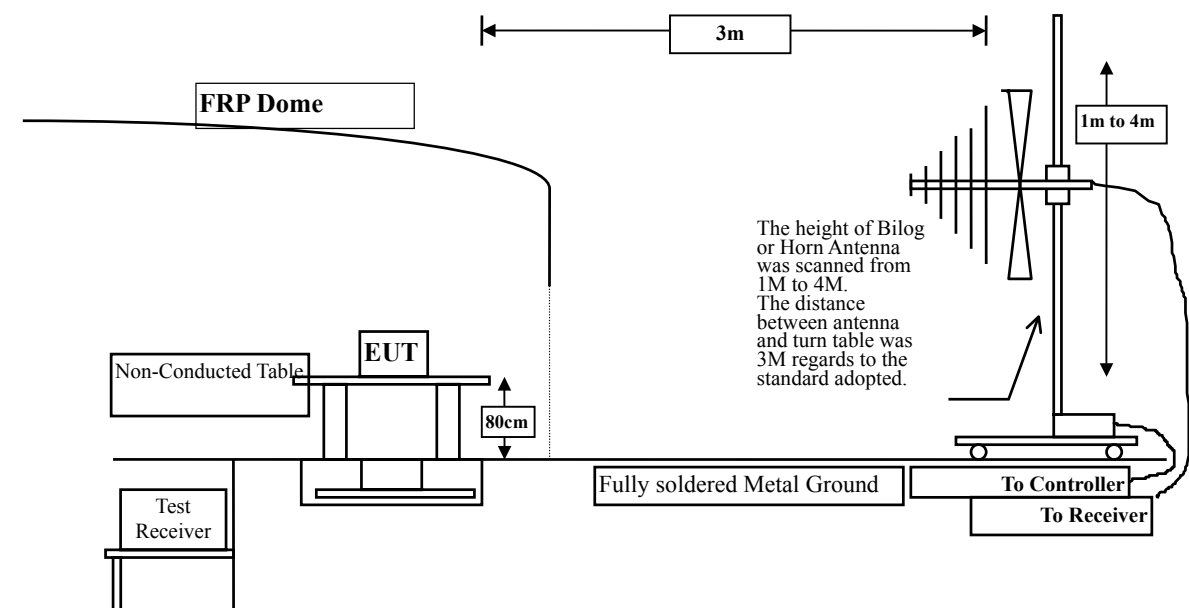 3m
FRP Dome
1m to 4m
The height of Bilog
or Horn Antenna
was scanned from
1M to 4M.
The distance
between antenna
and turn table was
3M regards to the
standard adopted.
EUT
Non-Conducted Table
80cm
Fully soldered Metal Ground
To Controller
To Receiver
Test
Receiver